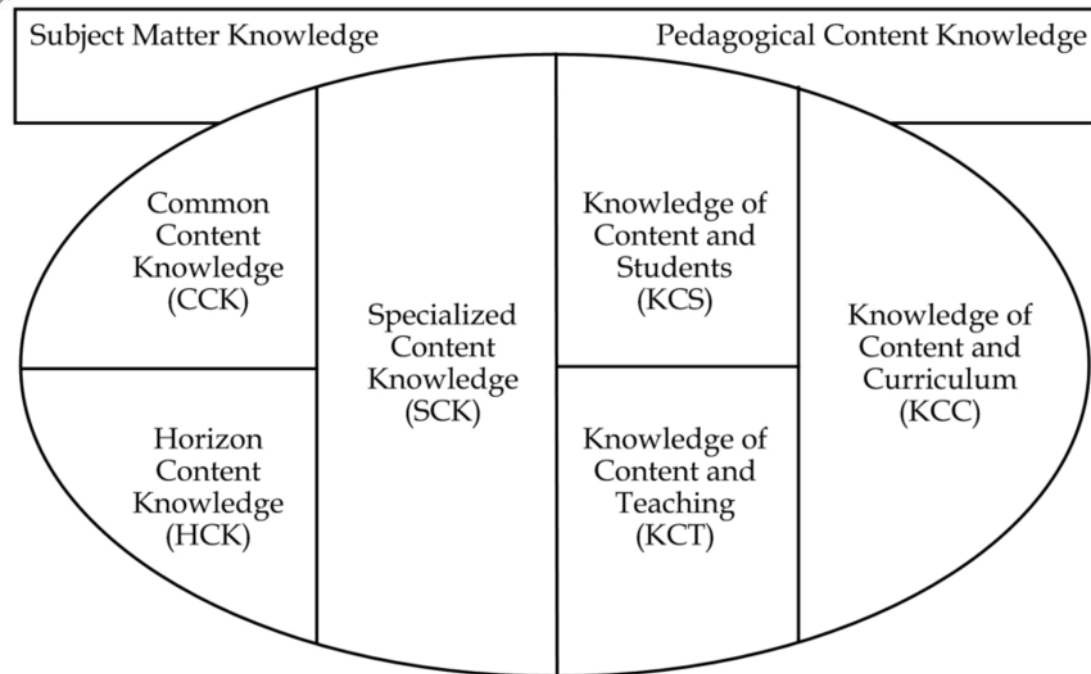 Subject Matter Knowledge
Pedagogical Content Knowledge
Common
Content
Knowledge
(CCK)
Horizon
Content
Knowledge
(HCK)
Specialized
Content
Knowledge
(SCK)
Knowledge of
Content and
Students
(KCS)
Knowledge of
Content and
Teaching
(KCT)
Knowledge of
Content and
Curriculum
(KCC)